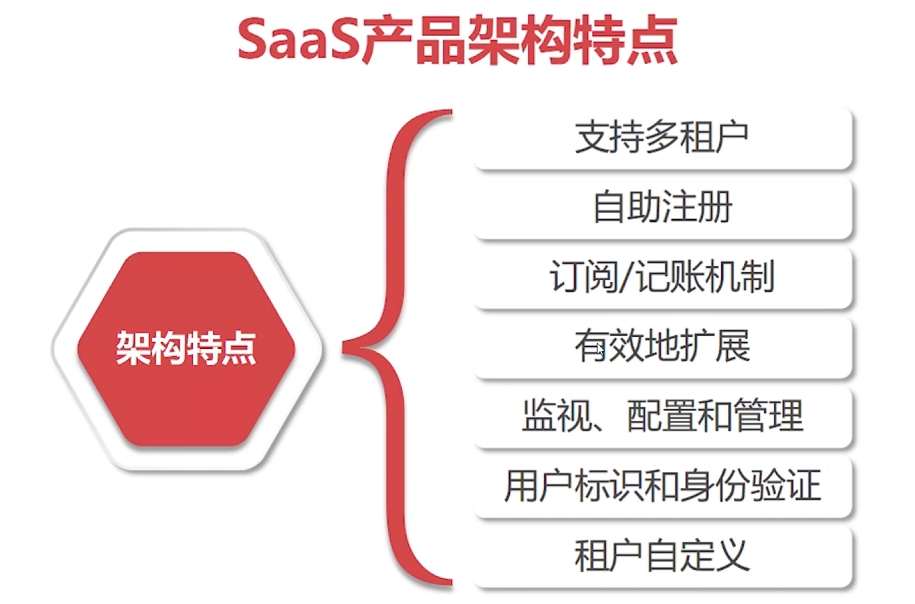 SaaS产品架构特点
架构特点
支持多租户
自助注册
订阅/记账机制
有效地扩展
监视、配置和管理
用户标识和身份验证
租户自定义